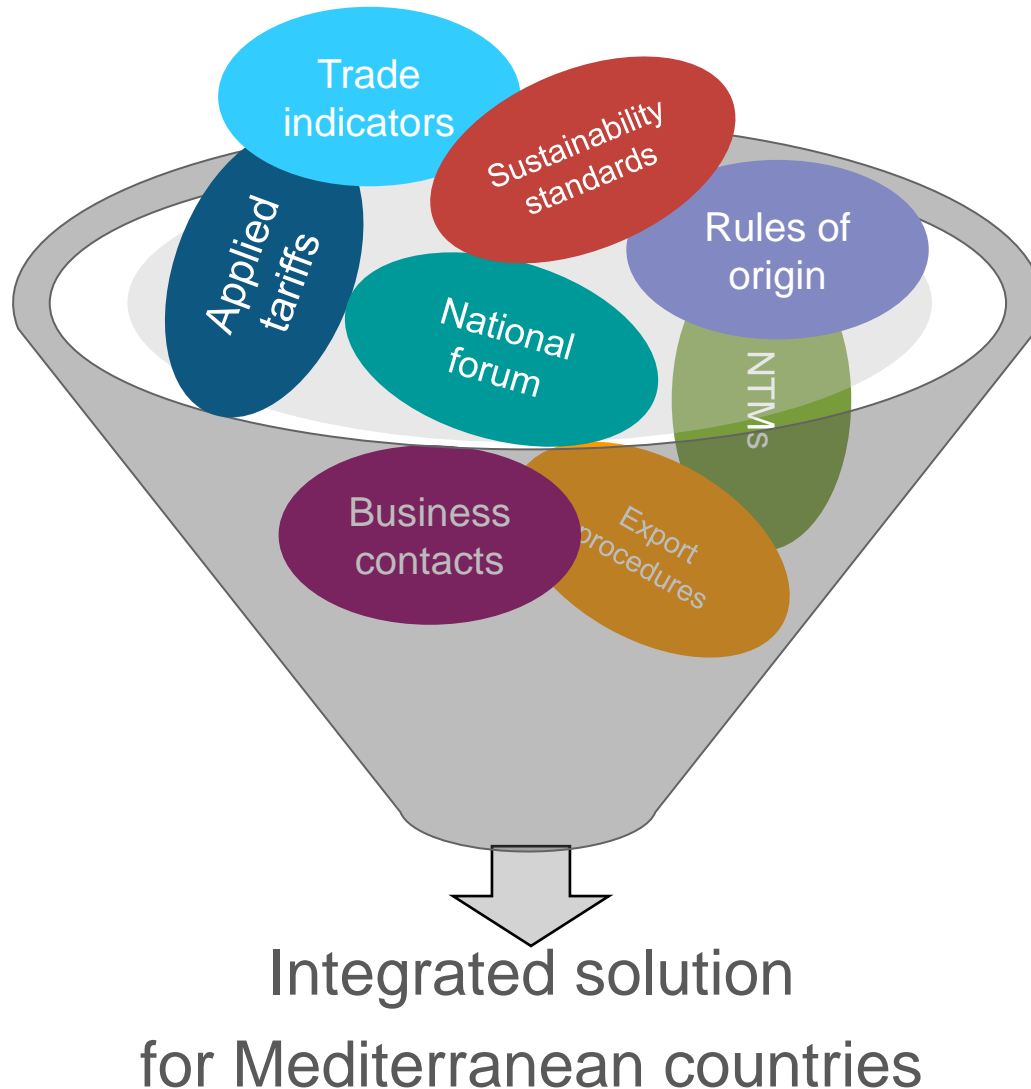 Trade
indicators
Sustainability
standards
Applied
tariffs
Rules of
origin
National
forum
NTMs
Business
contacts
Export
procedures
Integrated solution
for Mediterranean countries